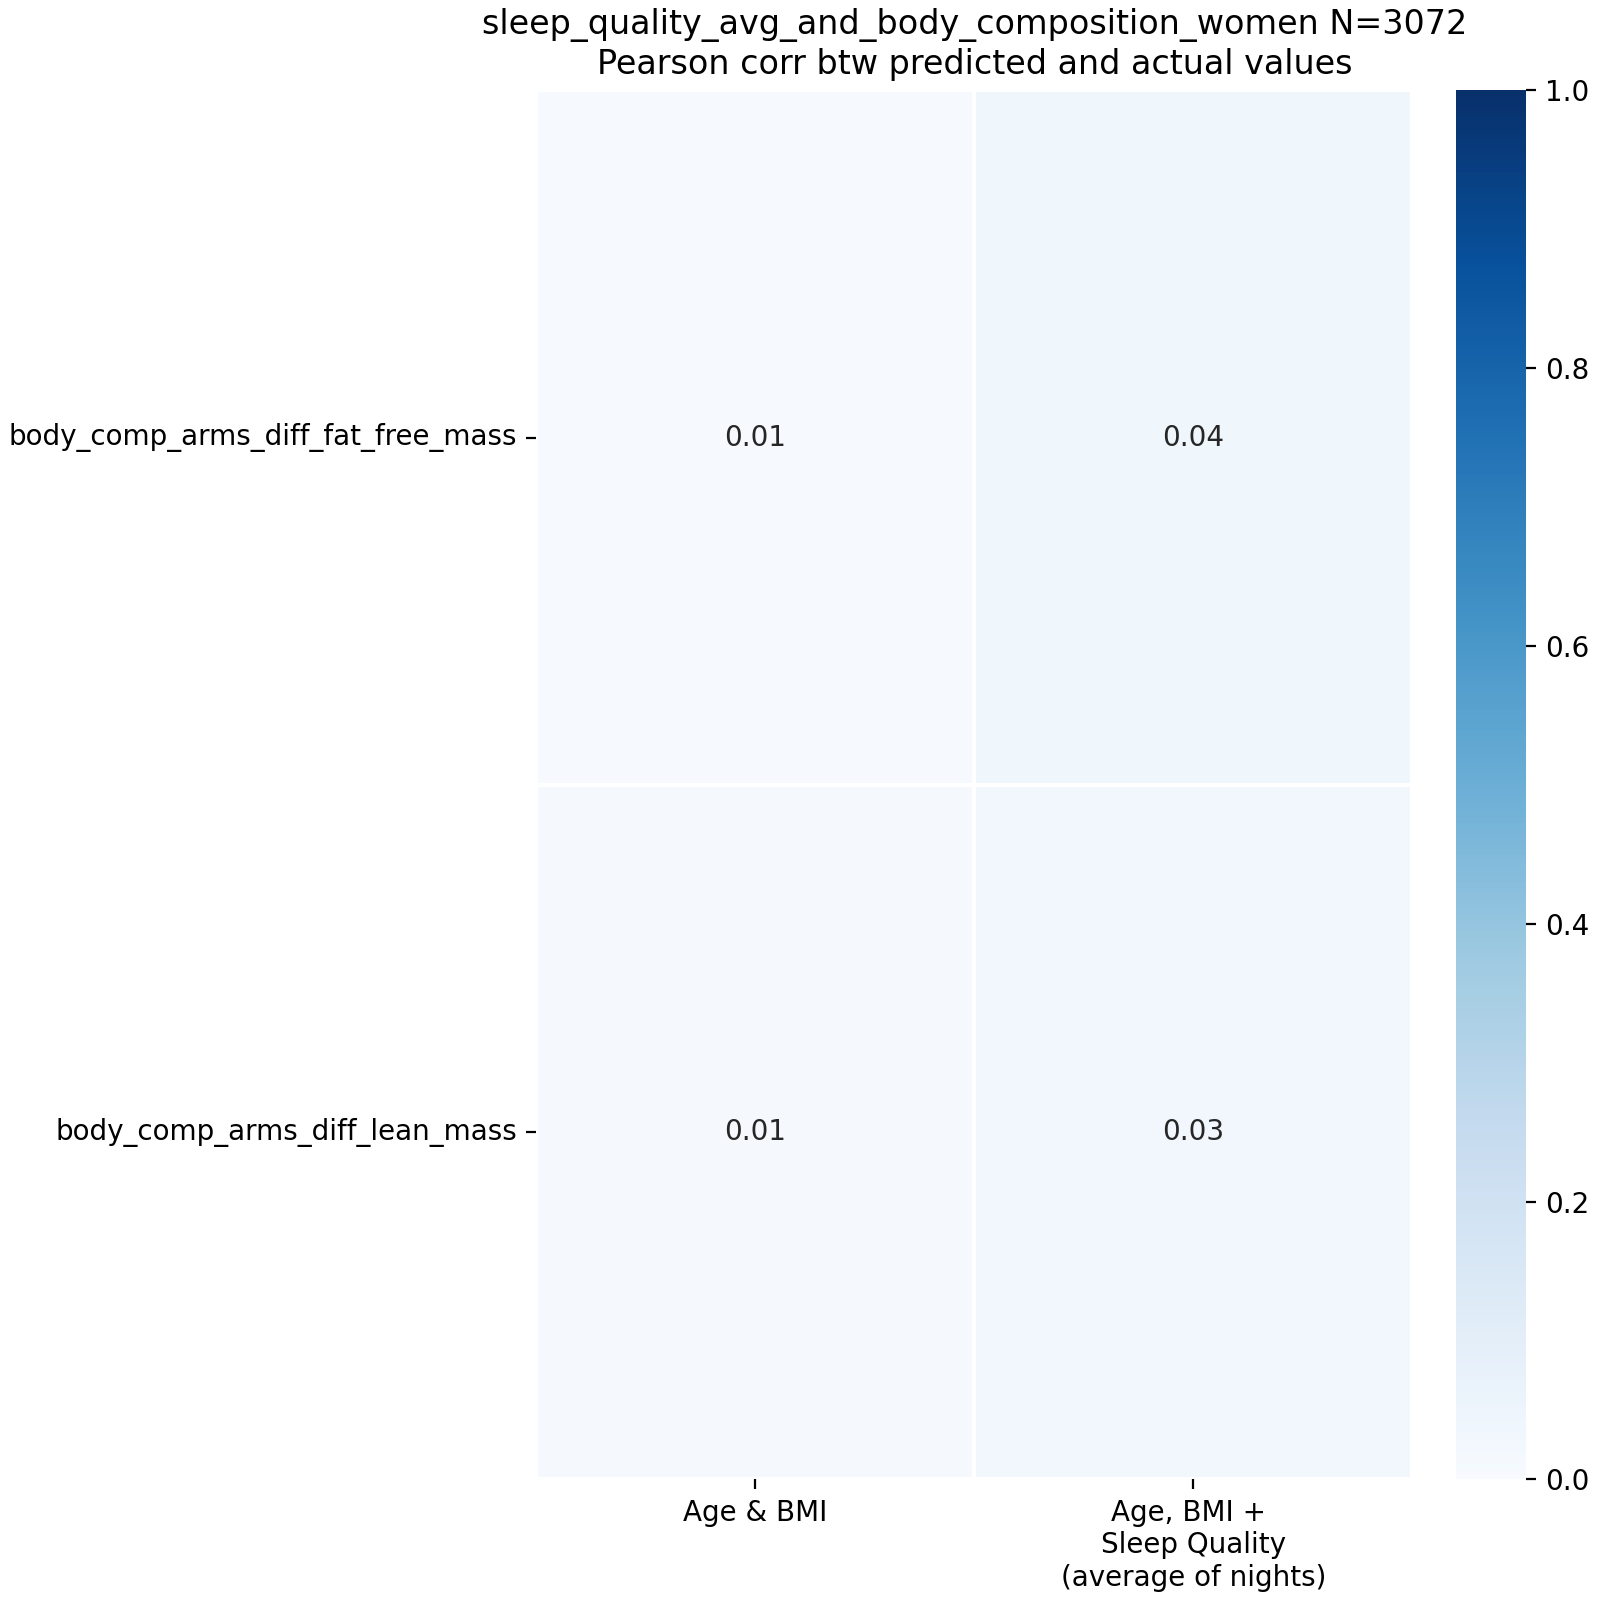 sleep_quality_avg_and_body_composition_women N=3072
Pearson corr btw predicted and actual values
body_comp_arms_diff_fat_free_mass
0.01
0.04
body_comp_arms_diff_lean_mass
0.01
0.03
Age & BMI
Age, BMI +
Sleep Quality
(average of nights)
1.0
0.8
0.6
0.4
0.2
0.0